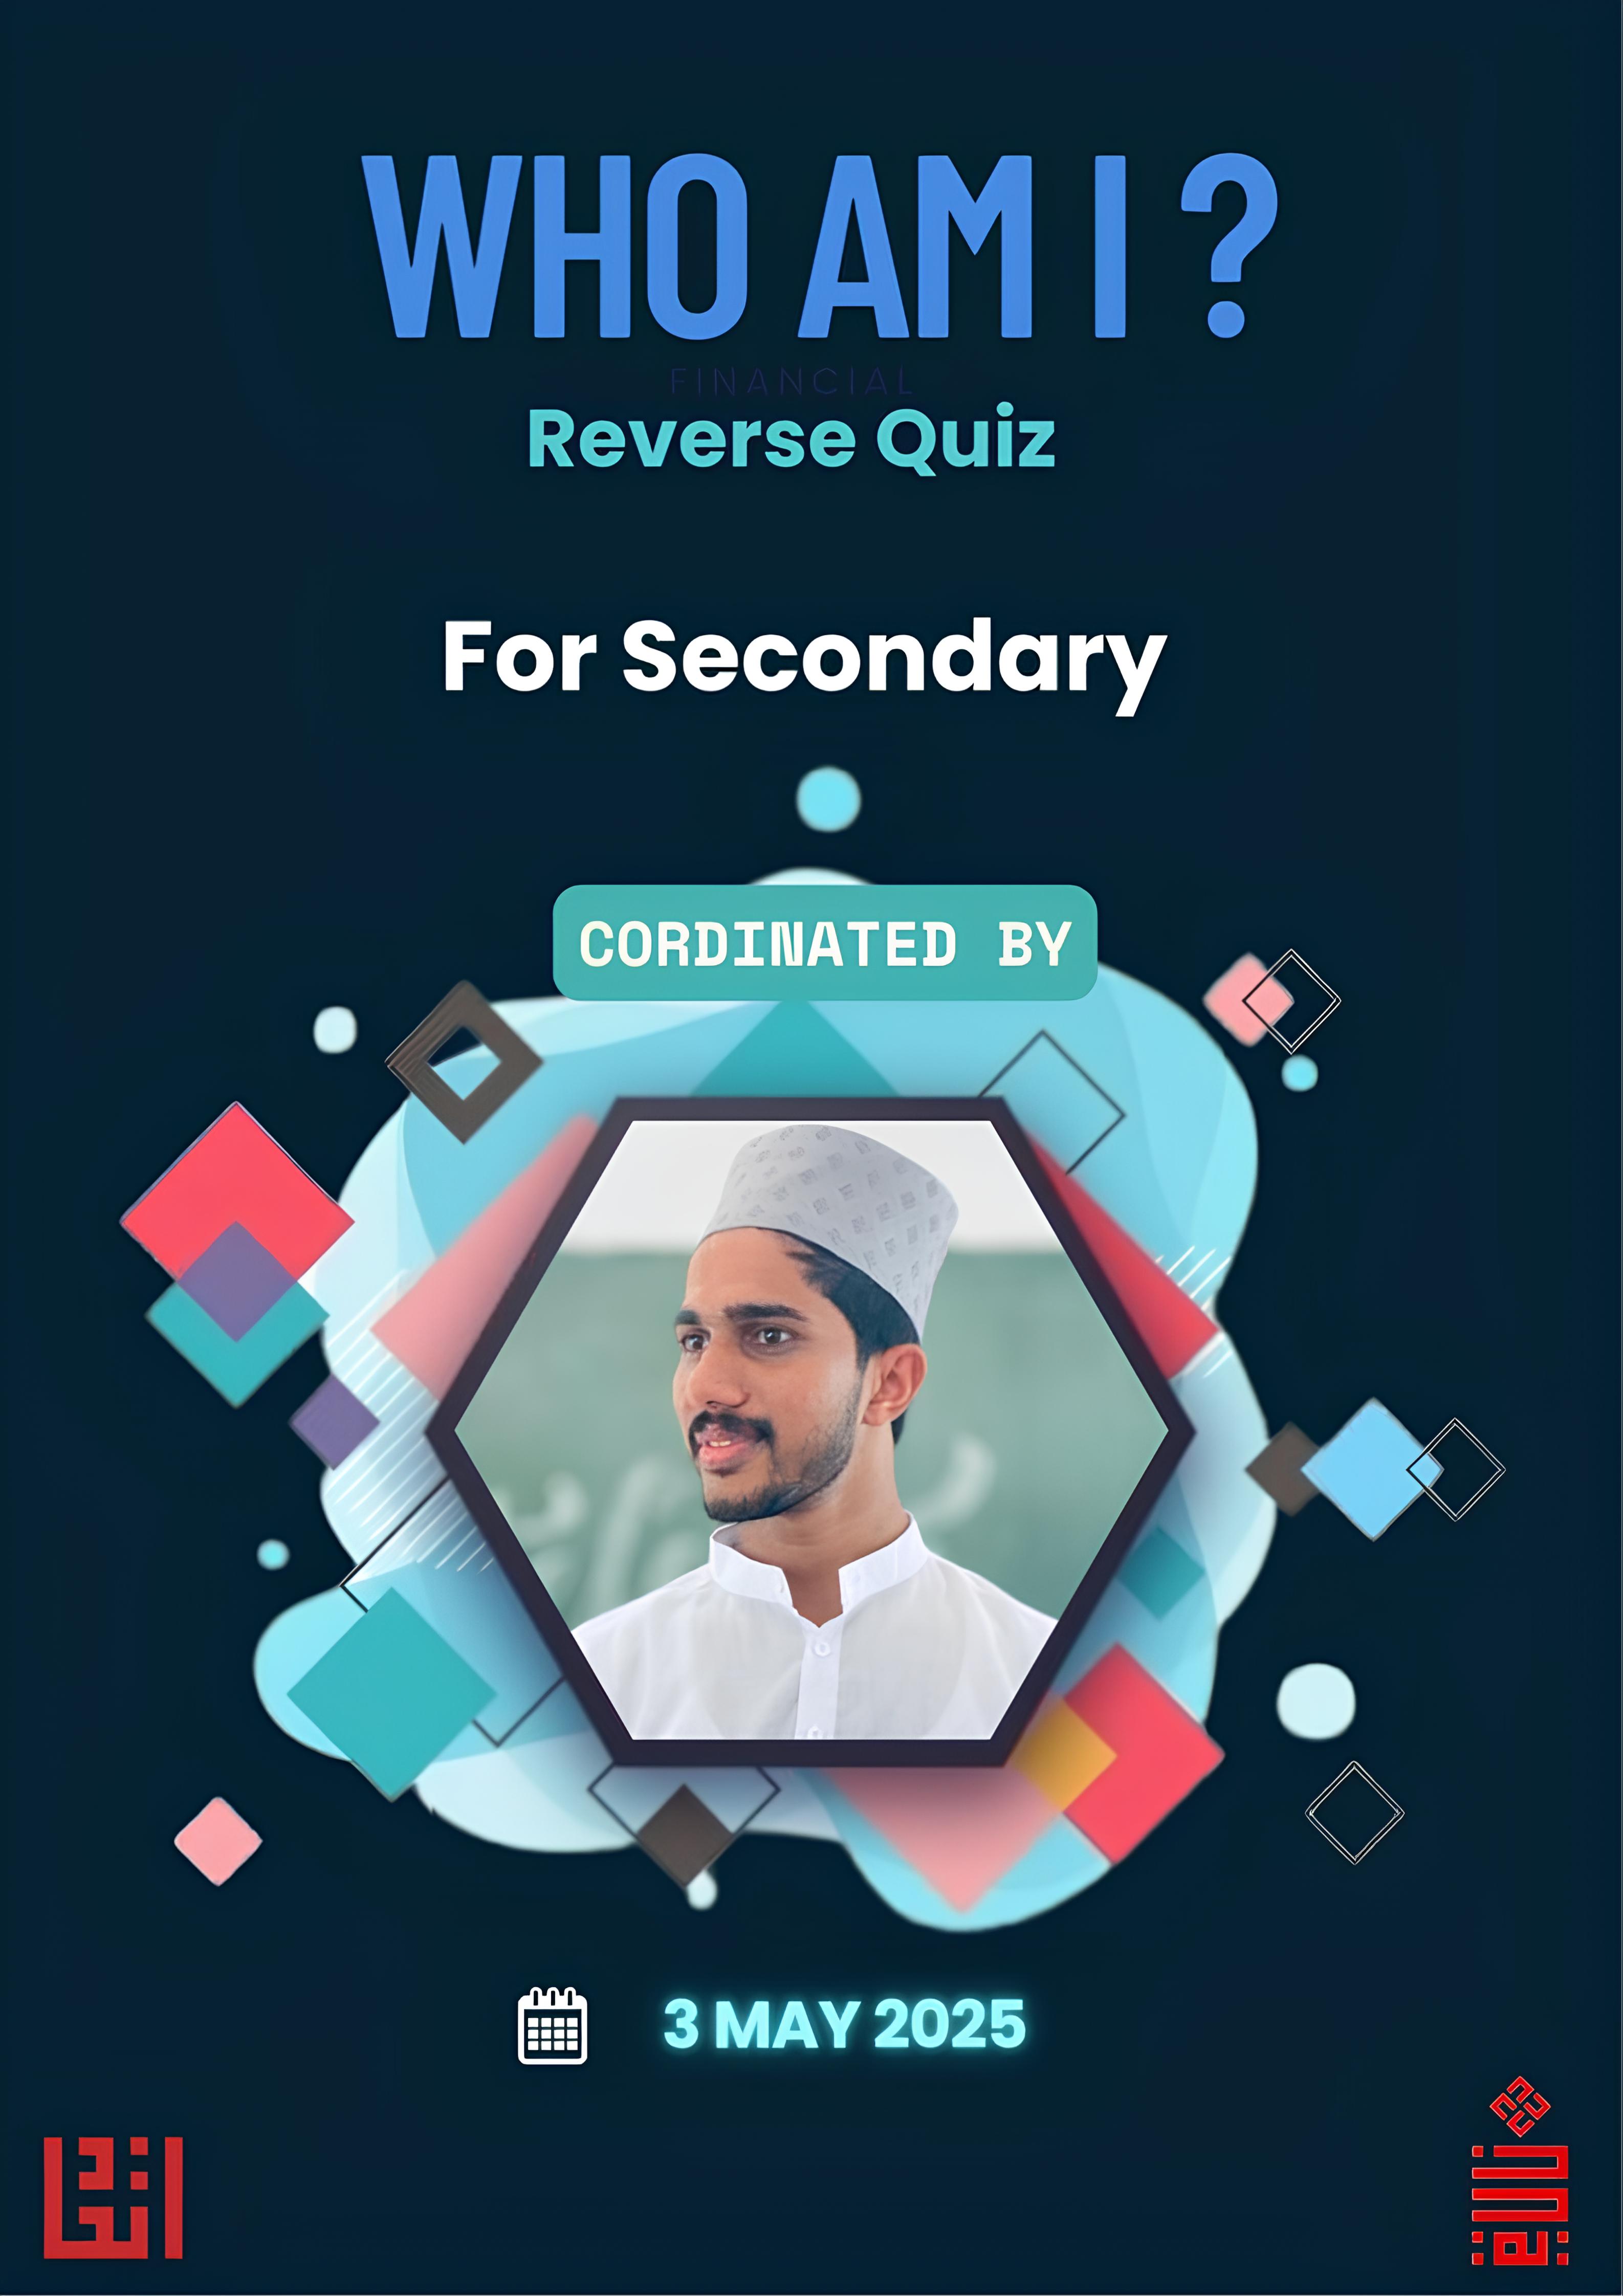 WHO AM I ?
FINANCIAL
Reverse Quiz
For Secondary
CORDINATED BY
3 MAY 2025